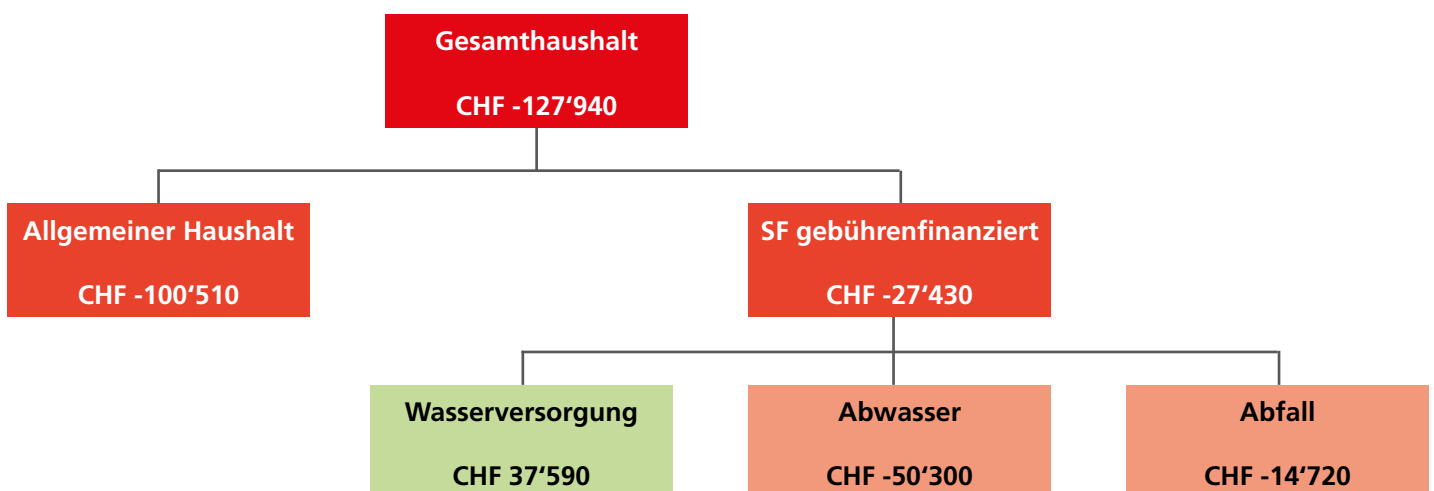 Gesamthaushalt
CHF -127‘940
Allgemeiner Haushalt
CHF -100‘510
SF gebührenfinanziert
CHF -27‘430
Wasserversorgung
CHF 37‘590
Abwasser
CHF -50‘300
Abfall
CHF -14‘720